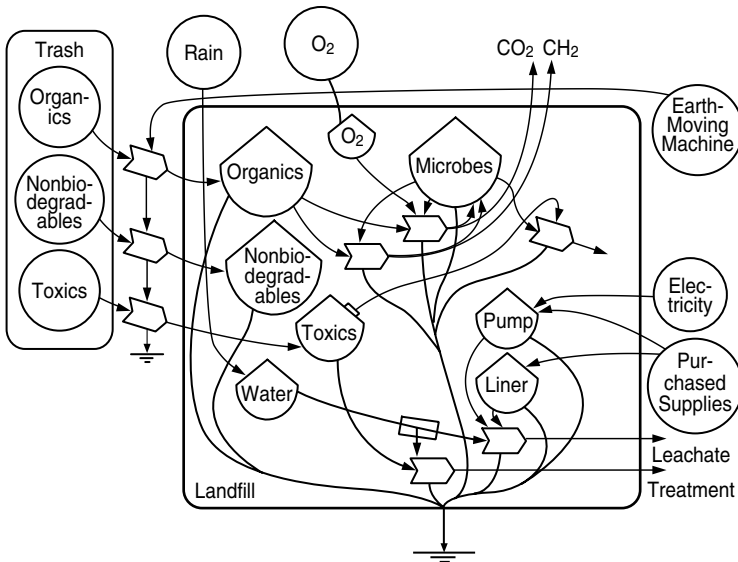 Trash
Organ-
ics
Nonbio-
degrad-
ables
Toxics
Rain
O2
CO2 CH2
Earth-
Moving
Machine
O2
Organics
Microbes
Nonbio-
degrad-
ables
Toxics
Water
Pump
Liner
Elec-
tricity
Pur-
chased
Supplies
Leachate
Treatment
Landfill